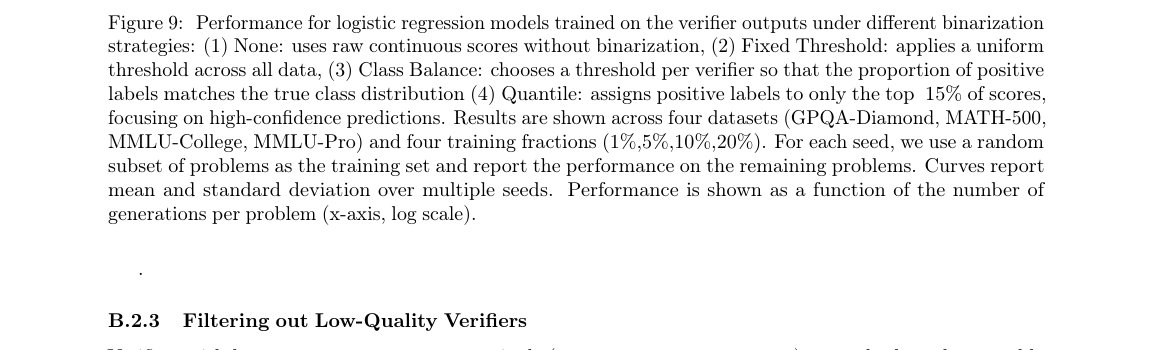 Figure 9: Performance for logistic regression models trained on the verifier outputs under different binarization
strategies: (1) None: uses raw continuous scores without binarization, (2) Fixed Threshold: applies a uniform
threshold across all data, (3) Class Balance: chooses a threshold per verifier so that the proportion of positive
labels matches the true class distribution (4) Quantile: assigns positive labels to only the top 15% of scores,
focusing on high-confidence predictions. Results are shown across four datasets (GPQA-Diamond, MATH-500,
MMLU-College, MMLU-Pro) and four training fractions (1%,5%,10%,20%). For each seed, we use a random
subset of problems as the training set and report the performance on the remaining problems. Curves report
mean and standard deviation over multiple seeds. Performance is shown as a function of the number of
generations per problem (x-axis, log scale).
.
B.2.3 Filtering out Low-Quality Verifiers